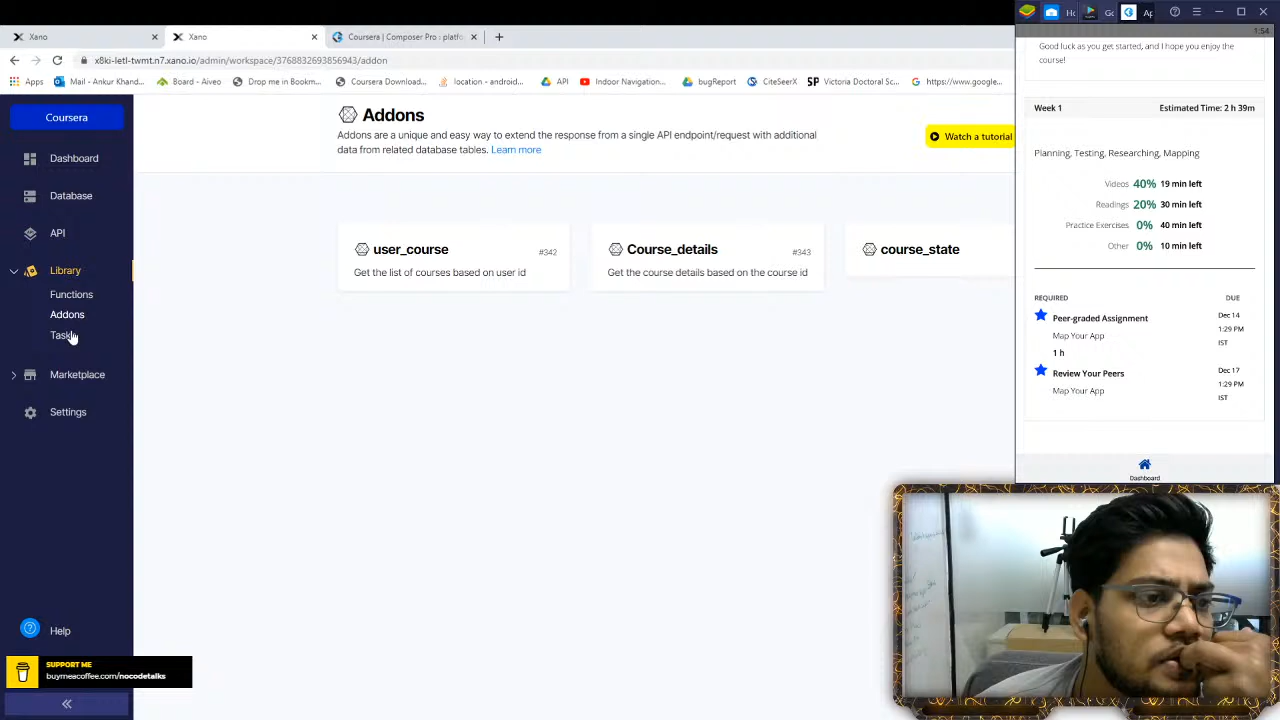 Xano
Xano
Coursera | Composer Pro : platfo
x8ki-letl-twmt.n7.xano.io/admin/workspace/3768832693856943/addon
Apps
Mail - Ankur Khand...
Board - Aiveo
Drop me in Bookm...
Coursera Download...
location - android...
API
Indoor Navigation...
bugReport
CiteSeerX
SP Victoria Doctoral Sc...
https://www.google...
Coursera
Dashboard
Database
API
Library
Functions
Addons
Marketplace
Settings
Help
SUPPORT ME
buymeacoffee.com/nocodetalks
Addons
Addons are a unique and easy way to extend the response from a single API endpoint/request with additional
data from related database tables. Learn more
Watch a tutorial
user_course #342
Get the list of courses based on user id
Course_details #343
Get the course details based on the course id
course_state
1:54
Good luck as you get started, and I hope you enjoy the
course!
Week 1 Estimated Time: 2 h 39m
Planning, Testing, Researching, Mapping
Videos 40% 19 min left
Readings 20% 30 min left
Practice Exercises 0% 40 min left
Other 0% 10 min left
REQUIRED DUE
Peer-graded Assignment Dec 14
Map Your App 1:29 PM
1 h IST
Review Your Peers Dec 17
Map Your App 1:29 PM
IST
Dashboard